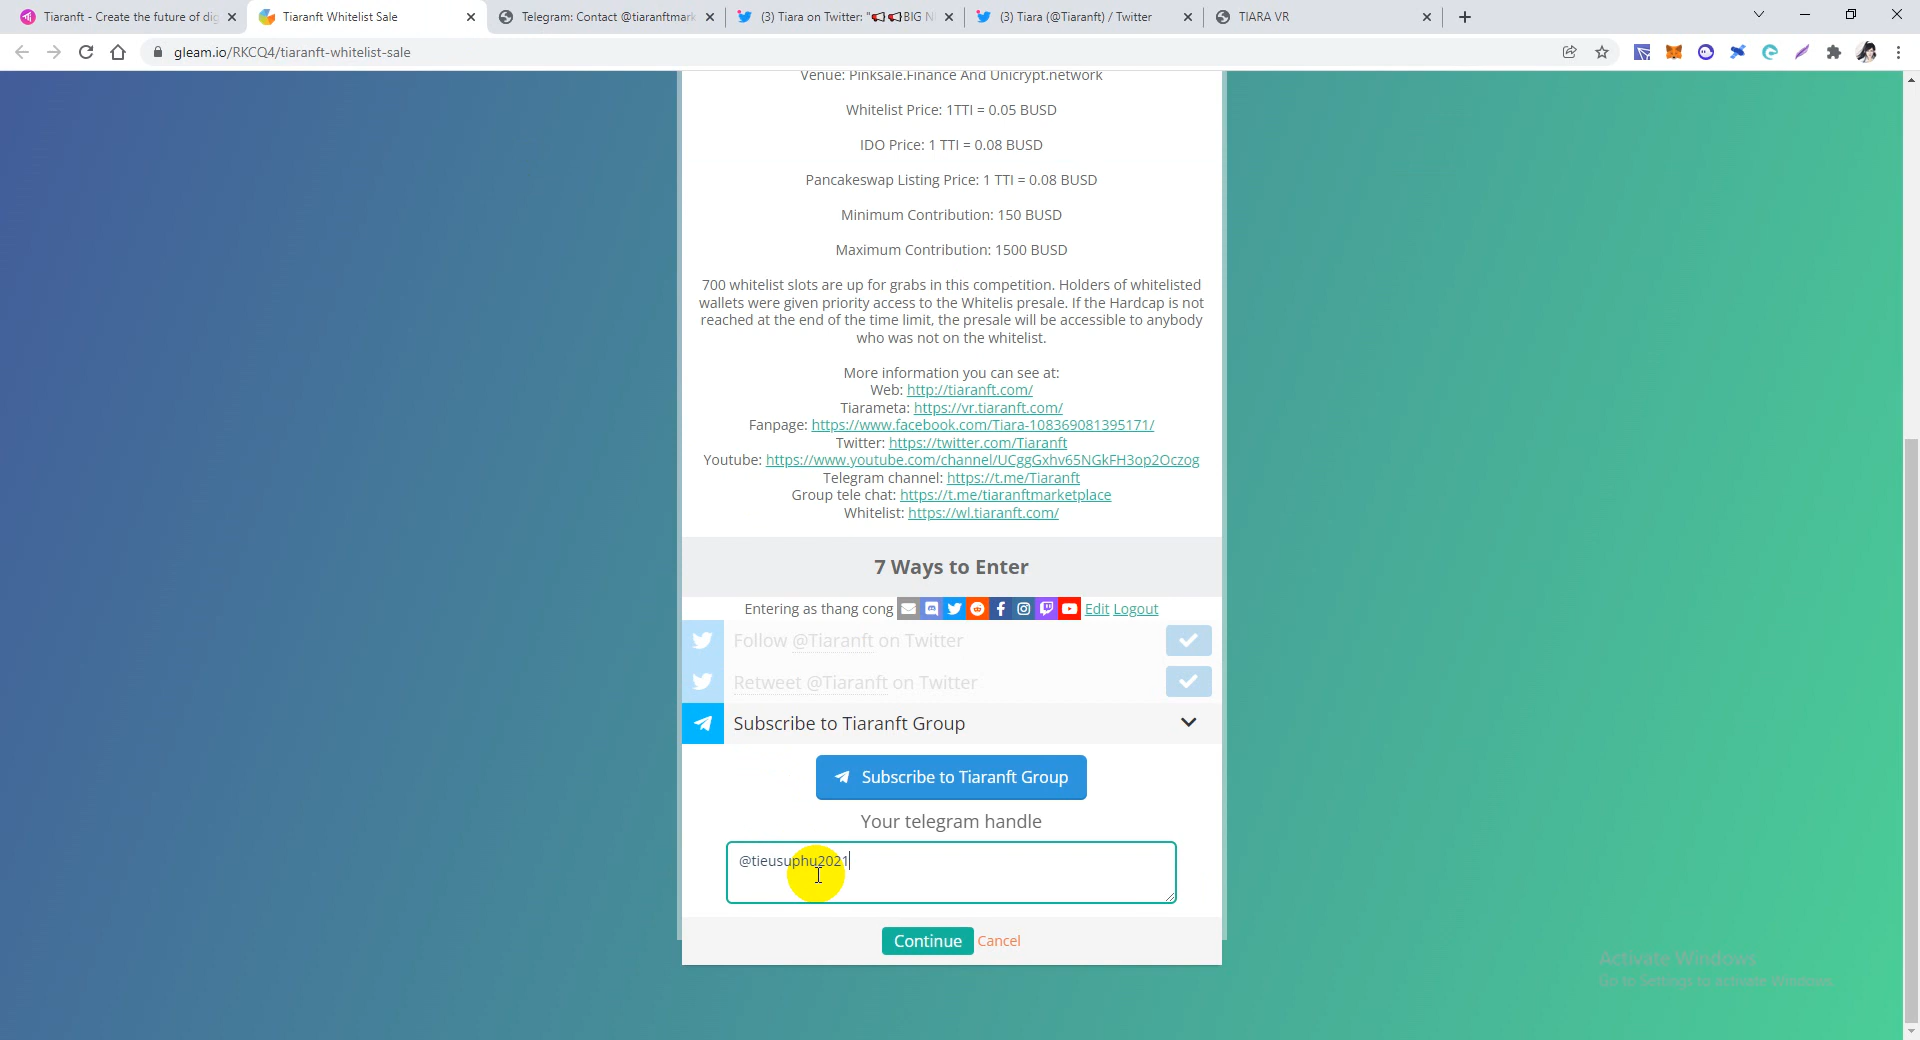 Tiaranft - Create the future of dig
Tiaranft Whitelist Sale
Telegram: Contact @tiaranftmark
(3) Tiara on Twitter: "📢📢BIG N
(3) Tiara (@Tiaranft) / Twitter
TIARA VR
gleam.io/RKCQ4/tiaranft-whitelist-sale
Venue: Pinksale.Finance And Unicrypt.network
Whitelist Price: 1TTI = 0.05 BUSD
IDO Price: 1 TTI = 0.08 BUSD
Pancakeswap Listing Price: 1 TTI = 0.08 BUSD
Minimum Contribution: 150 BUSD
Maximum Contribution: 1500 BUSD
700 whitelist slots are up for grabs in this competition. Holders of whitelisted
wallets were given priority access to the Whitelis presale. If the Hardcap is not
reached at the end of the time limit, the presale will be accessible to anybody
who was not on the whitelist.
More information you can see at:
Web: http://tiaranft.com/
Tiarameta: https://vr.tiaranft.com/
Fanpage: https://www.facebook.com/Tiara-108369081395171/
Twitter: https://twitter.com/Tiaranft
Youtube: https://www.youtube.com/channel/UCggGxhv65NGkFH3op2Oczog
Telegram channel: https://t.me/Tiaranft
Group tele chat: https://t.me/tiaranftmarketplace
Whitelist: https://wl.tiaranft.com/
7 Ways to Enter
Entering as thang cong Edit Logout
Follow @Tiaranft on Twitter
Retweet @Tiaranft on Twitter
Subscribe to Tiaranft Group
Subscribe to Tiaranft Group
Your telegram handle
@tieusuphu2021
Continue Cancel
Activate Windows
Go to Settings to activate Windows.